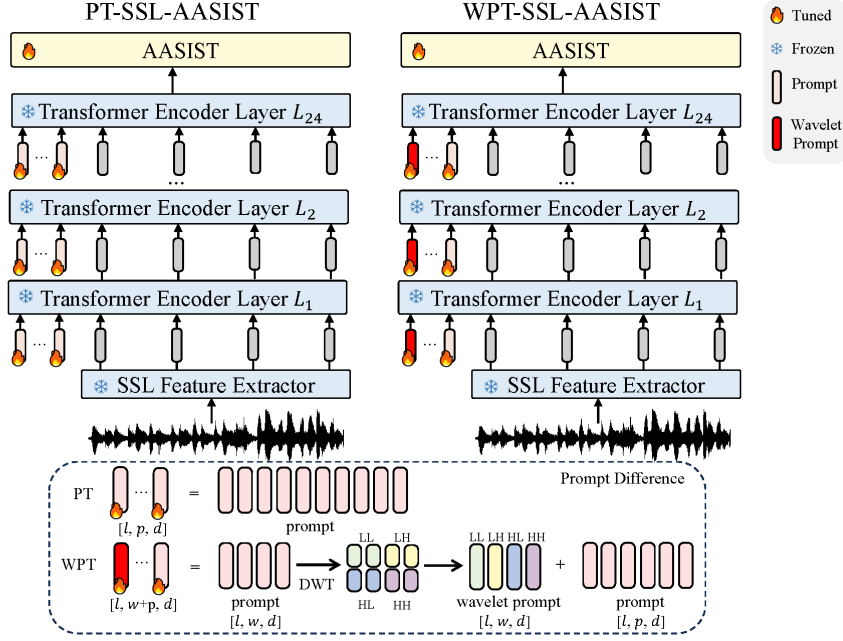 PT-SSL-AASIST
WPT-SSL-AASIST
Tuned
Frozen
Prompt
Wavelet
Prompt
AASIST
Transformer Encoder Layer L24
...
...
Transformer Encoder Layer L2
...
Transformer Encoder Layer L1
...
SSL Feature Extractor
AASIST
Transformer Encoder Layer L24
...
...
Transformer Encoder Layer L2
...
Transformer Encoder Layer L1
...
SSL Feature Extractor
Prompt Difference
PT ... =
[l, p, d] prompt
LL LH LL LH HL HH
WPT ... = DWT +
HL HH
[l, w+p, d] prompt wavelet prompt prompt
[l, w, d] [l, w, d] [l, p, d]